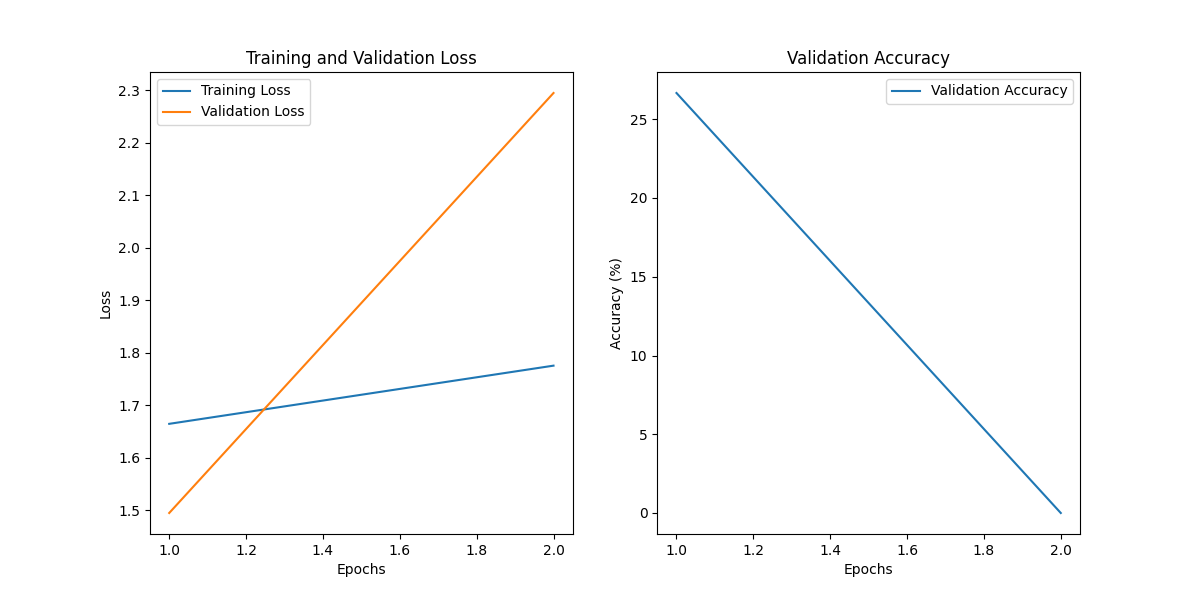 Training and Validation Loss
Training Loss
Validation Loss
2.3
2.2
2.1
2.0
1.9
1.8
1.7
1.6
1.5
Loss
1.0 1.2 1.4 1.6 1.8 2.0
Epochs
Validation Accuracy
Validation Accuracy
25
20
15
10
5
0
Accuracy (%)
1.0 1.2 1.4 1.6 1.8 2.0
Epochs